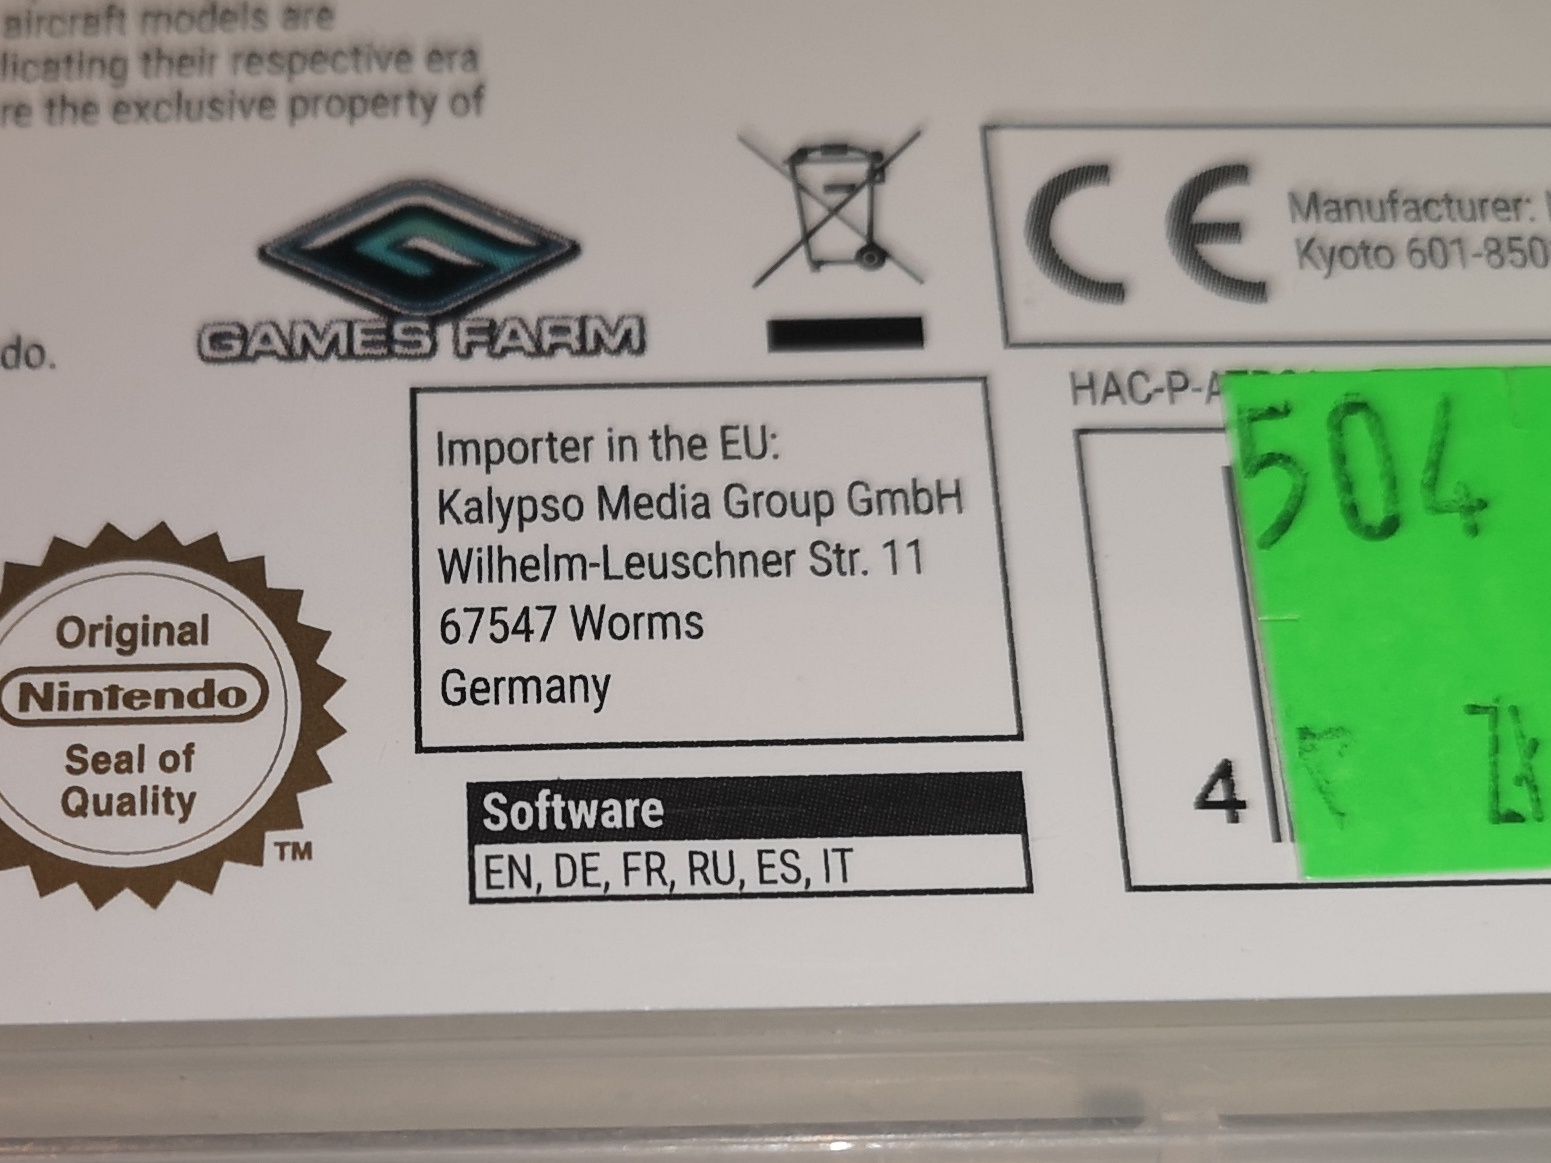 aircraft models are
licating their respective era
re the exclusive property of
GAMES FARM
do.
CE
Manufacturer:
Kyoto 601-850
HAC-P-A
504
Importer in the EU:
Kalypso Media Group GmbH
Wilhelm-Leuschner Str. 11
67547 Worms
Germany
Original
Nintendo
Seal of
Quality
TM
Software
EN, DE, FR, RU, ES, IT
4